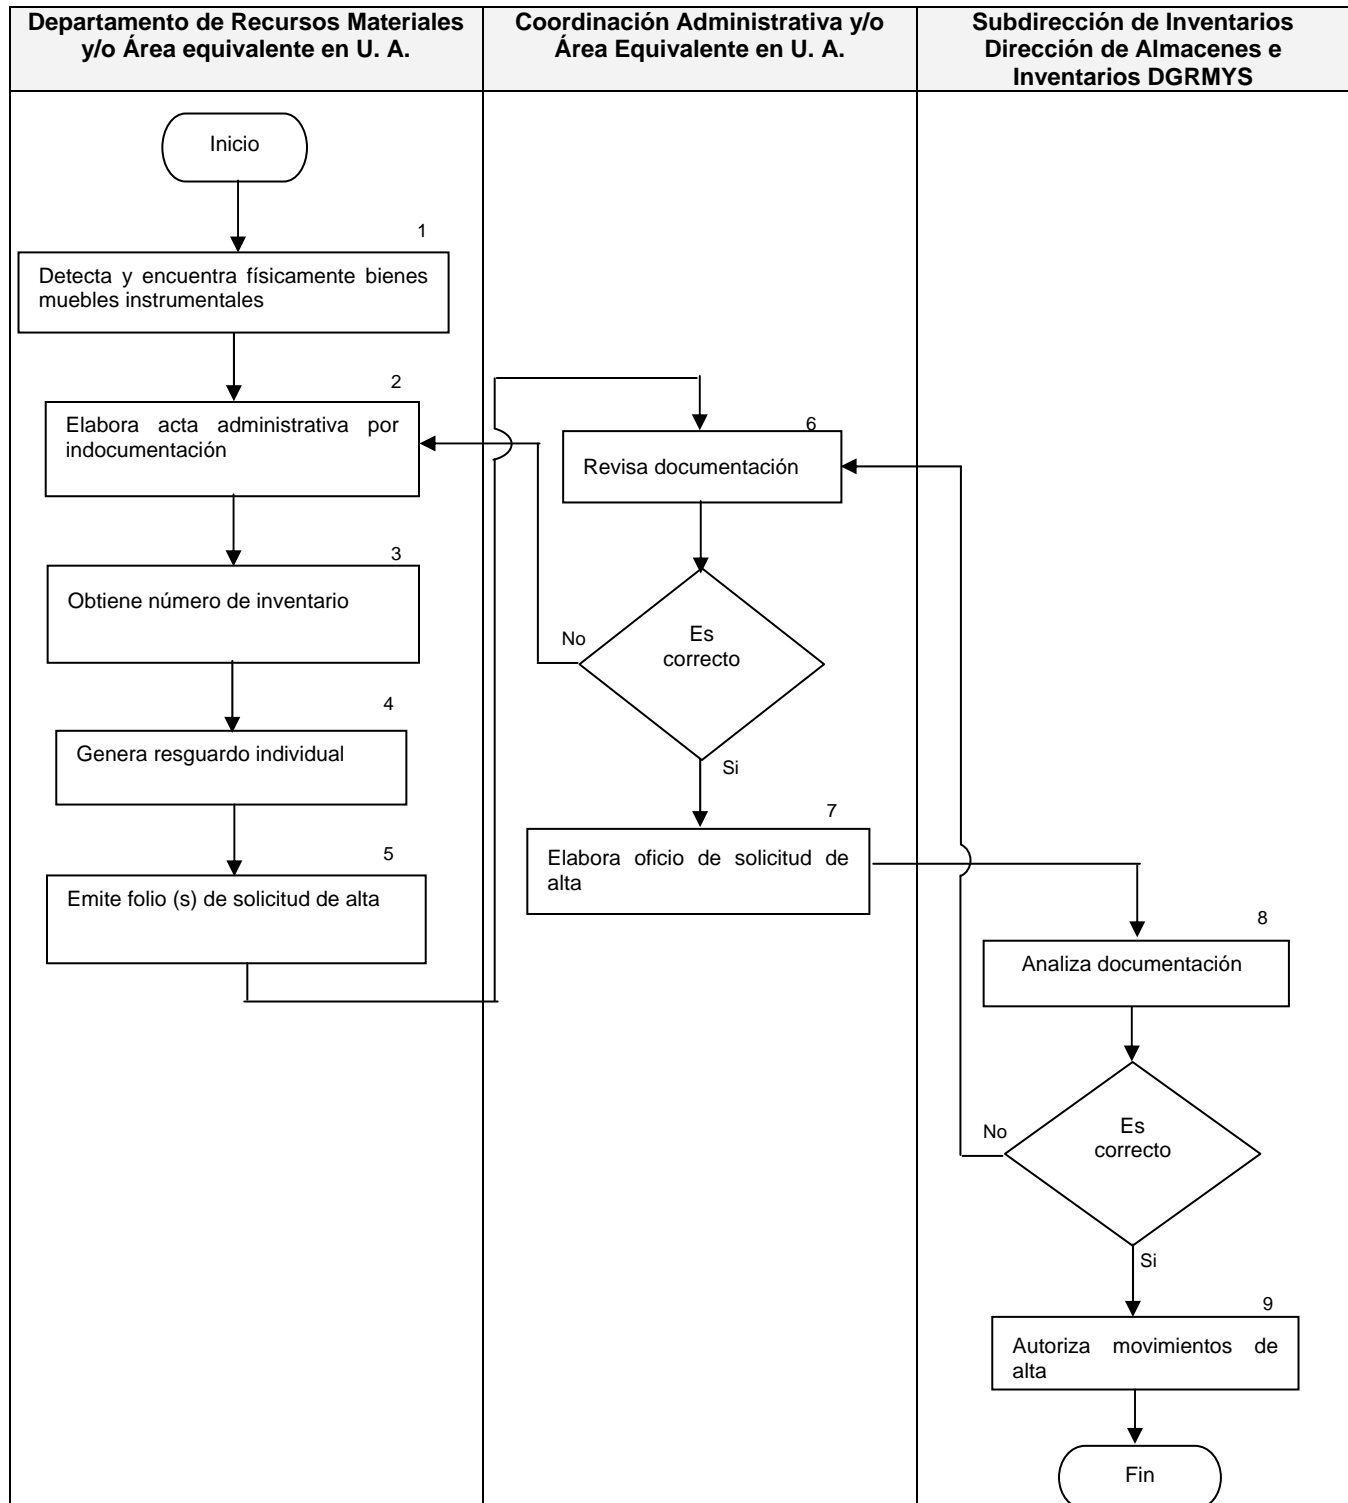 Departamento de Recursos Materiales
y/o Área equivalente en U. A.
Coordinación Administrativa y/o
Área Equivalente en U. A.
Subdirección de Inventarios
Dirección de Almacenes e
Inventarios DGRMYS
Inicio
1
Detecta y encuentra físicamente bienes
muebles instrumentales
2
Elabora acta administrativa por
indocumentación
3
Obtiene número de inventario
4
Genera resguardo individual
5
Emite folio (s) de solicitud de alta
6
Revisa documentación
Es
correcto
No
Si
7
Elabora oficio de solicitud de
alta
8
Analiza documentación
Es
correcto
No
Si
9
Autoriza movimientos de
alta
Fin